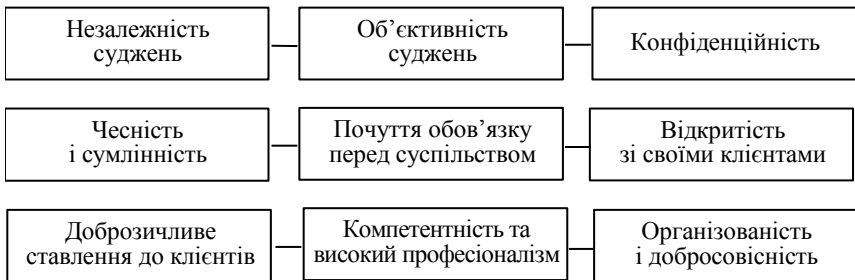 Незалежність
суджень
Об’єктивність
суджень
Конфіденційність
Чесність
і сумлінність
Почуття обов’язку
перед суспільством
Відкритість
зі своїми клієнтами
Доброзичливе
ставлення до клієнтів
Компетентність та
високий професіоналізм
Організованість
і добросовісність